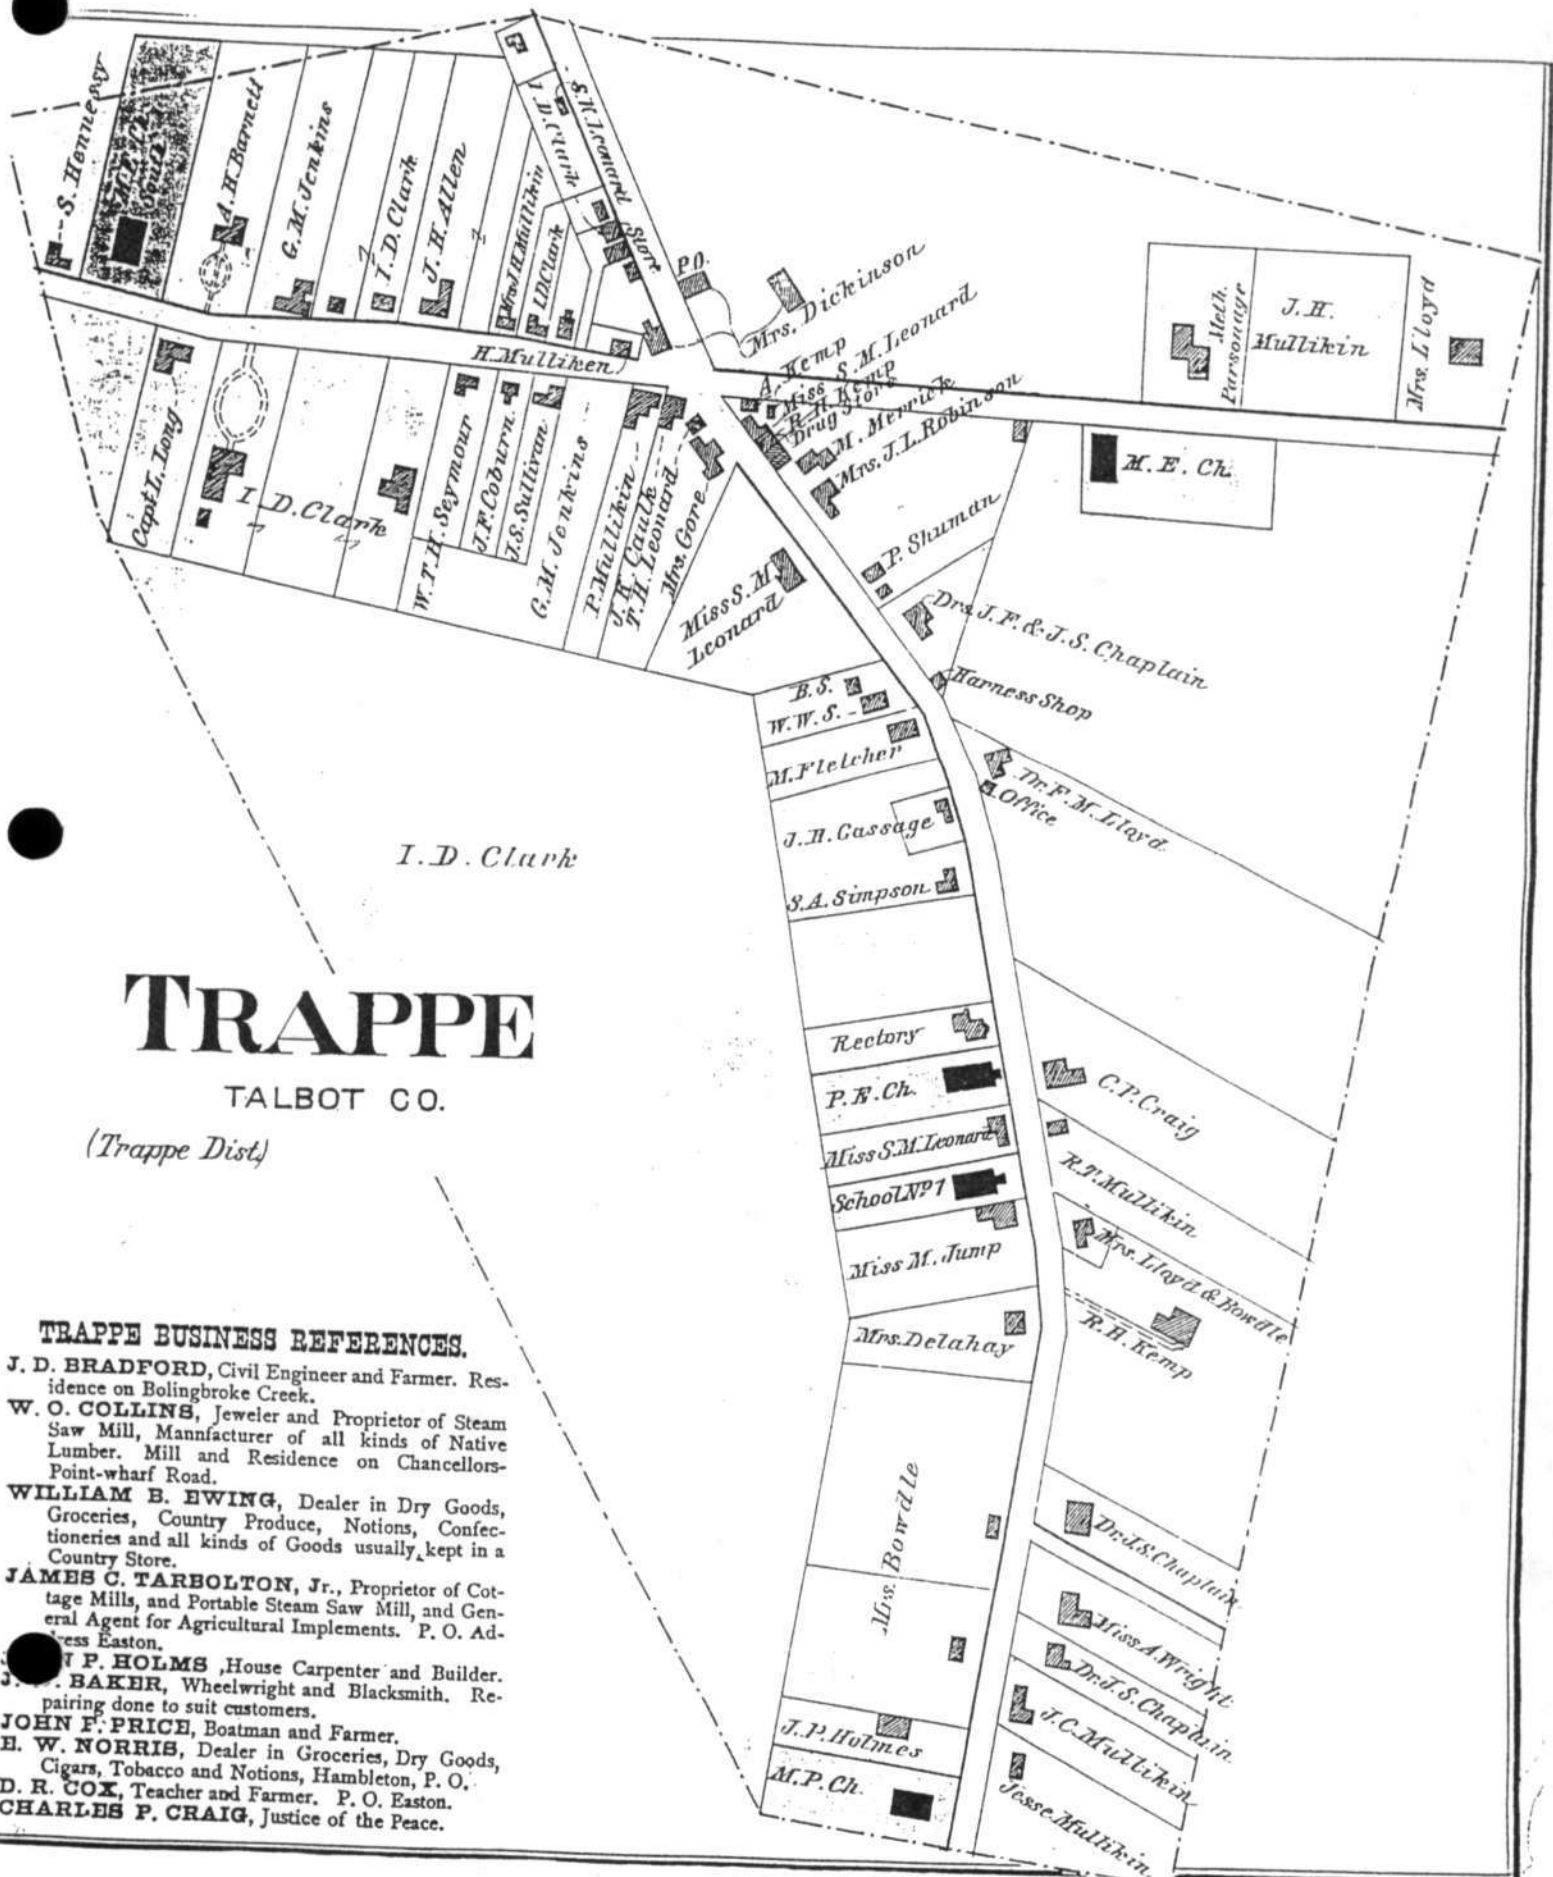 S. Hennessy
M.E. Ch.
South
A. H. Barnett
G. M. Jenkins
I. D. Clark
J. H. Allen
Mrs. J. H. Mullikin
I.D. Clark
I. D. Clark
S. N. Leonard
Store
P.O.
Mrs. Dickinson
H. Mulliken
A. Kemp
Miss S. M. Leonard
R. H. Kemp
Drug Store
M. Merrick
Mrs. J. L. Robinson
Meth.
Parsonage
J. H.
Mullikin
Mrs. Lloyd
M. E. Ch.
Capt. L. Long
I. D. Clark
W. T. H. Seymour
J. F. Coburn
J. S. Sullivan
G. M. Jenkins
P. Mullikin
J. K. Caulk
T. H. Leonard
Mrs. Gore
Miss S. M.
Leonard
P. Shuman
Drs. J. F. & J. S. Chaplain
Harness Shop
B. S.
W. W. S.
M. Fletcher
Dr. F. M. Lloyd
Office
J. H. Gassage
S. A. Simpson
I. D. Clark
TRAPPE
TALBOT CO.
(Trappe Dist.)
Rectory
P. E. Ch.
C. P. Craig
Miss S. M. Leonard
School No 1
R. T. Mullikin
Miss M. Jump
Mrs. Lloyd & Bowdle
R. H. Kemp
Mrs. Delahay
Mrs. Bowdle
Dr. J. S. Chaplain
Miss A. Wright
Dr. J. S. Chaplain
J. P. Holmes
J. C. Mullikin
M. P. Ch.
Jesse Mullikin
TRAPPE BUSINESS REFERENCES.
J. D. BRADFORD, Civil Engineer and Farmer. Res-
idence on Bolingbroke Creek.
W. O. COLLINS, Jeweler and Proprietor of Steam
Saw Mill, Mannfacturer of all kinds of Native
Lumber. Mill and Residence on Chancellors-
Point-wharf Road.
WILLIAM B. EWING, Dealer in Dry Goods,
Groceries, Country Produce, Notions, Confec-
tioneries and all kinds of Goods usually kept in a
Country Store.
JAMES C. TARBOLTON, Jr., Proprietor of Cot-
tage Mills, and Portable Steam Saw Mill, and Gen-
eral Agent for Agricultural Implements. P. O. Ad-
Easton.
P. HOLMS ,House Carpenter and Builder.
BAKER, Wheelwright and Blacksmith. Re-
pairing done to suit customers.
JOHN F. PRICE, Boatman and Farmer.
E. W. NORRIS, Dealer in Groceries, Dry Goods,
Cigars, Tobacco and Notions, Hambleton, P. O.
D. R. COX, Teacher and Farmer. P. O. Easton.
CHARLES P. CRAIG, Justice of the Peace.